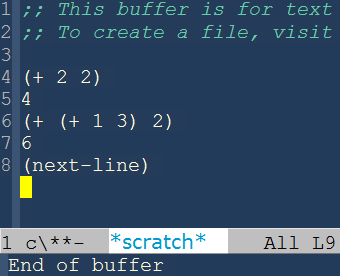 1 ;; This buffer is for text
2 ;; To create a file, visit
3
4 (+ 2 2)
5 4
6 (+ (+ 1 3) 2)
7 6
8 (next-line)
1 c\**- *scratch* All L9
End of buffer